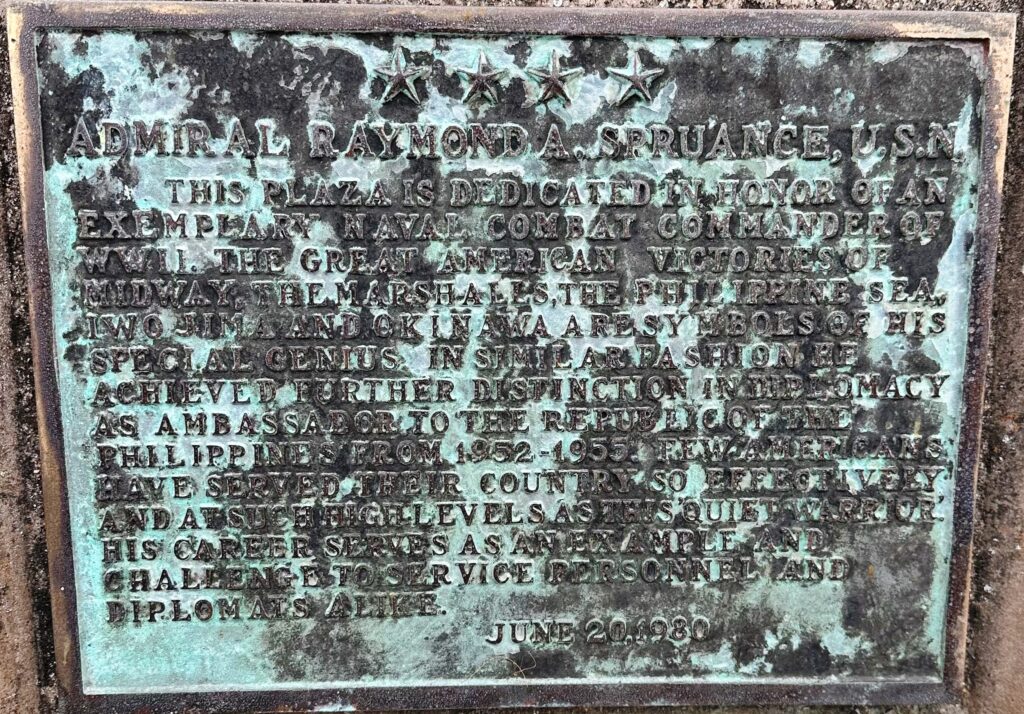 ADMIRAL RAYMOND A. SPRUANCE, U.S.N.
THIS PLAZA IS DEDICATED IN HONOR OF AN
EXEMPLARY NAVAL COMBAT COMMANDER OF
WWII. THE GREAT AMERICAN VICTORIES OF
MIDWAY, THE MARSHALLS, THE PHILIPPINE SEA,
IWO JIMA AND OKINAWA ARE SYMBOLS OF HIS
SPECIAL GENIUS. IN SIMILAR FASHION HE
ACHIEVED FURTHER DISTINCTION IN DIPLOMACY
AS AMBASSADOR TO THE REPUBLIC OF THE
PHILIPPINES FROM 1952-1955. FEW AMERICANS
HAVE SERVED THEIR COUNTRY SO EFFECTIVELY
AND AT SUCH HIGH LEVELS AS THIS QUIET WARRIOR.
HIS CAREER SERVES AS AN EXAMPLE AND
CHALLENGE TO SERVICE PERSONNEL AND
DIPLOMATS ALIKE.
JUNE 20, 1980